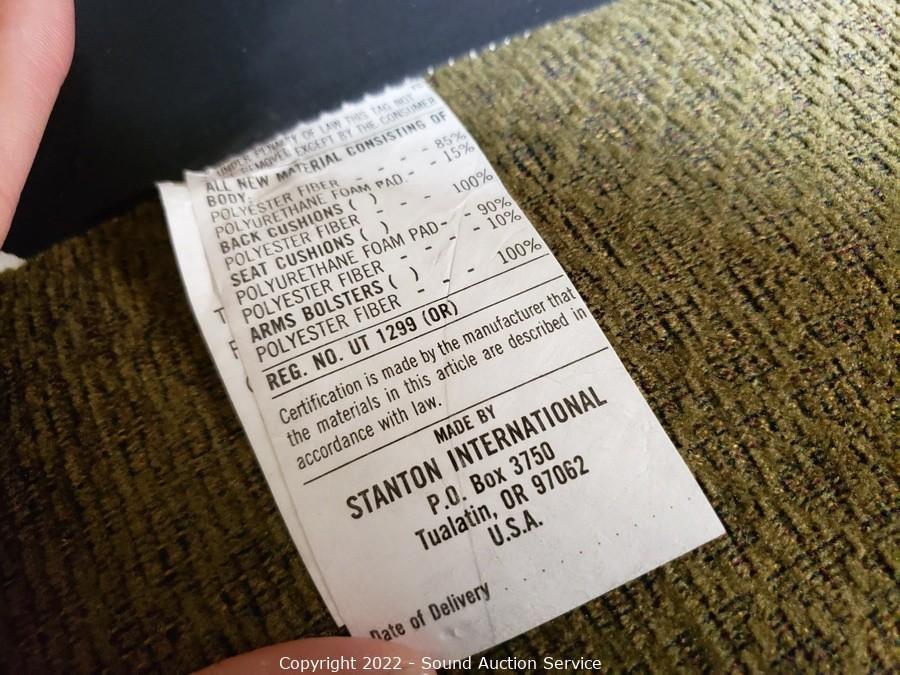 UNDER PENALTY OF LAW THIS TAG NOT
REMOVED EXCEPT BY THE CONSUMER
ALL NEW MATERIAL CONSISTING OF
BODY:
POLYESTER FIBER - - - 85%
POLYURETHANE FOAM PAD - - 15%
BACK CUSHIONS ( )
POLYESTER FIBER - - - 100%
SEAT CUSHIONS ( )
POLYURETHANE FOAM PAD - - 90%
POLYESTER FIBER - - - 10%
ARMS BOLSTERS ( )
POLYESTER FIBER - - - 100%
REG. NO. UT 1299 (OR)
Certification is made by the manufacturer that
the materials in this article are described in
accordance with law.
MADE BY
STANTON INTERNATIONAL
P.O. Box 3750
Tualatin, OR 97062
U.S.A.
Date of Delivery . . . . . . . . . .
Copyright 2022 - Sound Auction Service